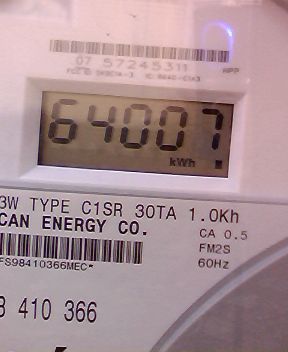 07 57245311
64007
kWh
3W TYPE C1SR 30TA 1.0Kh
CAN ENERGY CO.
CA 0.5
FM2S
FS98410366MEC*
60Hz
410 366